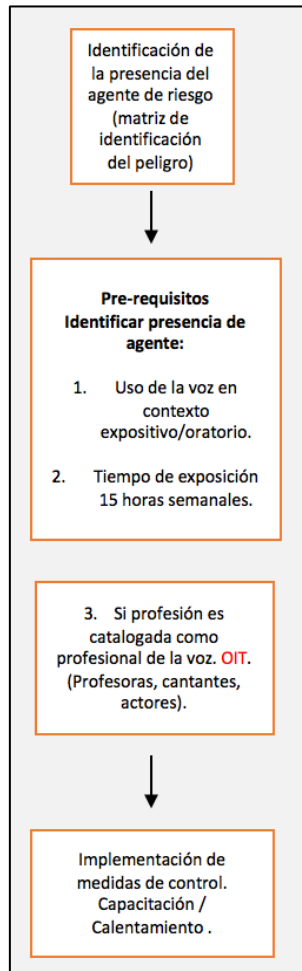 Identificación de
la presencia del
agente de riesgo
(matriz de
identificación
del peligro)
Pre-requisitos
Identificar presencia de
agente:
1. Uso de la voz en
contexto
expositivo/oratorio.
2. Tiempo de exposición
15 horas semanales.
3. Si profesión es
catalogada como
profesional de la voz. OIT.
(Profesoras, cantantes,
actores).
Implementación de
medidas de control.
Capacitación /
Calentamiento .